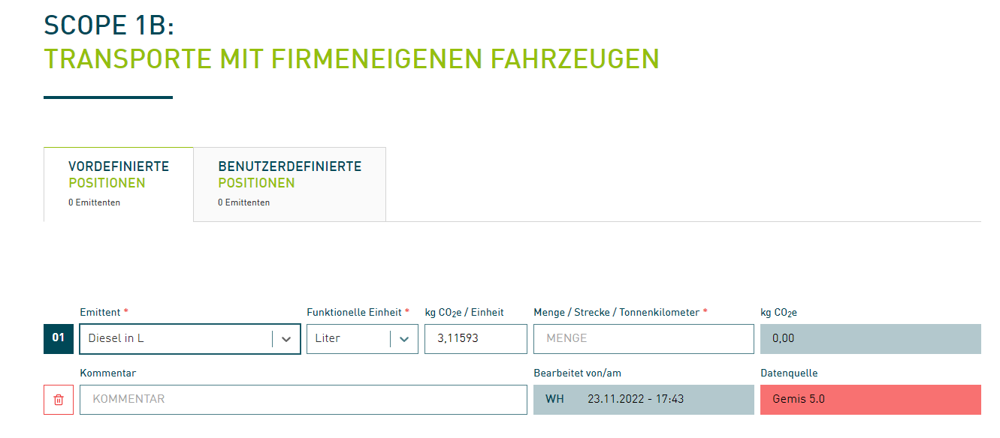 SCOPE 1B:
TRANSPORTE MIT FIRMENEIGENEN FAHRZEUGEN
VORDEFINIERTE
POSITIONEN
0 Emittenten
BENUTZERDEFINIERTE
POSITIONEN
0 Emittenten
Emittent * Funktionelle Einheit * kg CO₂e / Einheit Menge / Strecke / Tonnenkilometer * kg CO₂e
01 Diesel in L Liter 3,11593 MENGE 0,00
Kommentar Bearbeitet von/am Datenquelle
KOMMENTAR WH 23.11.2022 - 17:43 Gemis 5.0